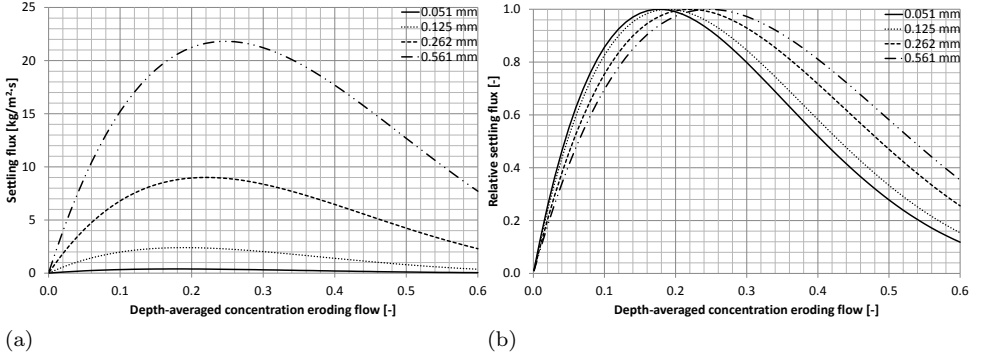 25
20
15
10
5
0
0.0 0.1 0.2 0.3 0.4 0.5 0.6
Settling flux [kg/m²·s]
Depth-averaged concentration eroding flow [-]
0.051 mm
0.125 mm
0.262 mm
0.561 mm
(a)
1.0
0.8
0.6
0.4
0.2
0.0
0.0 0.1 0.2 0.3 0.4 0.5 0.6
Relative settling flux [-]
Depth-averaged concentration eroding flow [-]
0.051 mm
0.125 mm
0.262 mm
0.561 mm
(b)